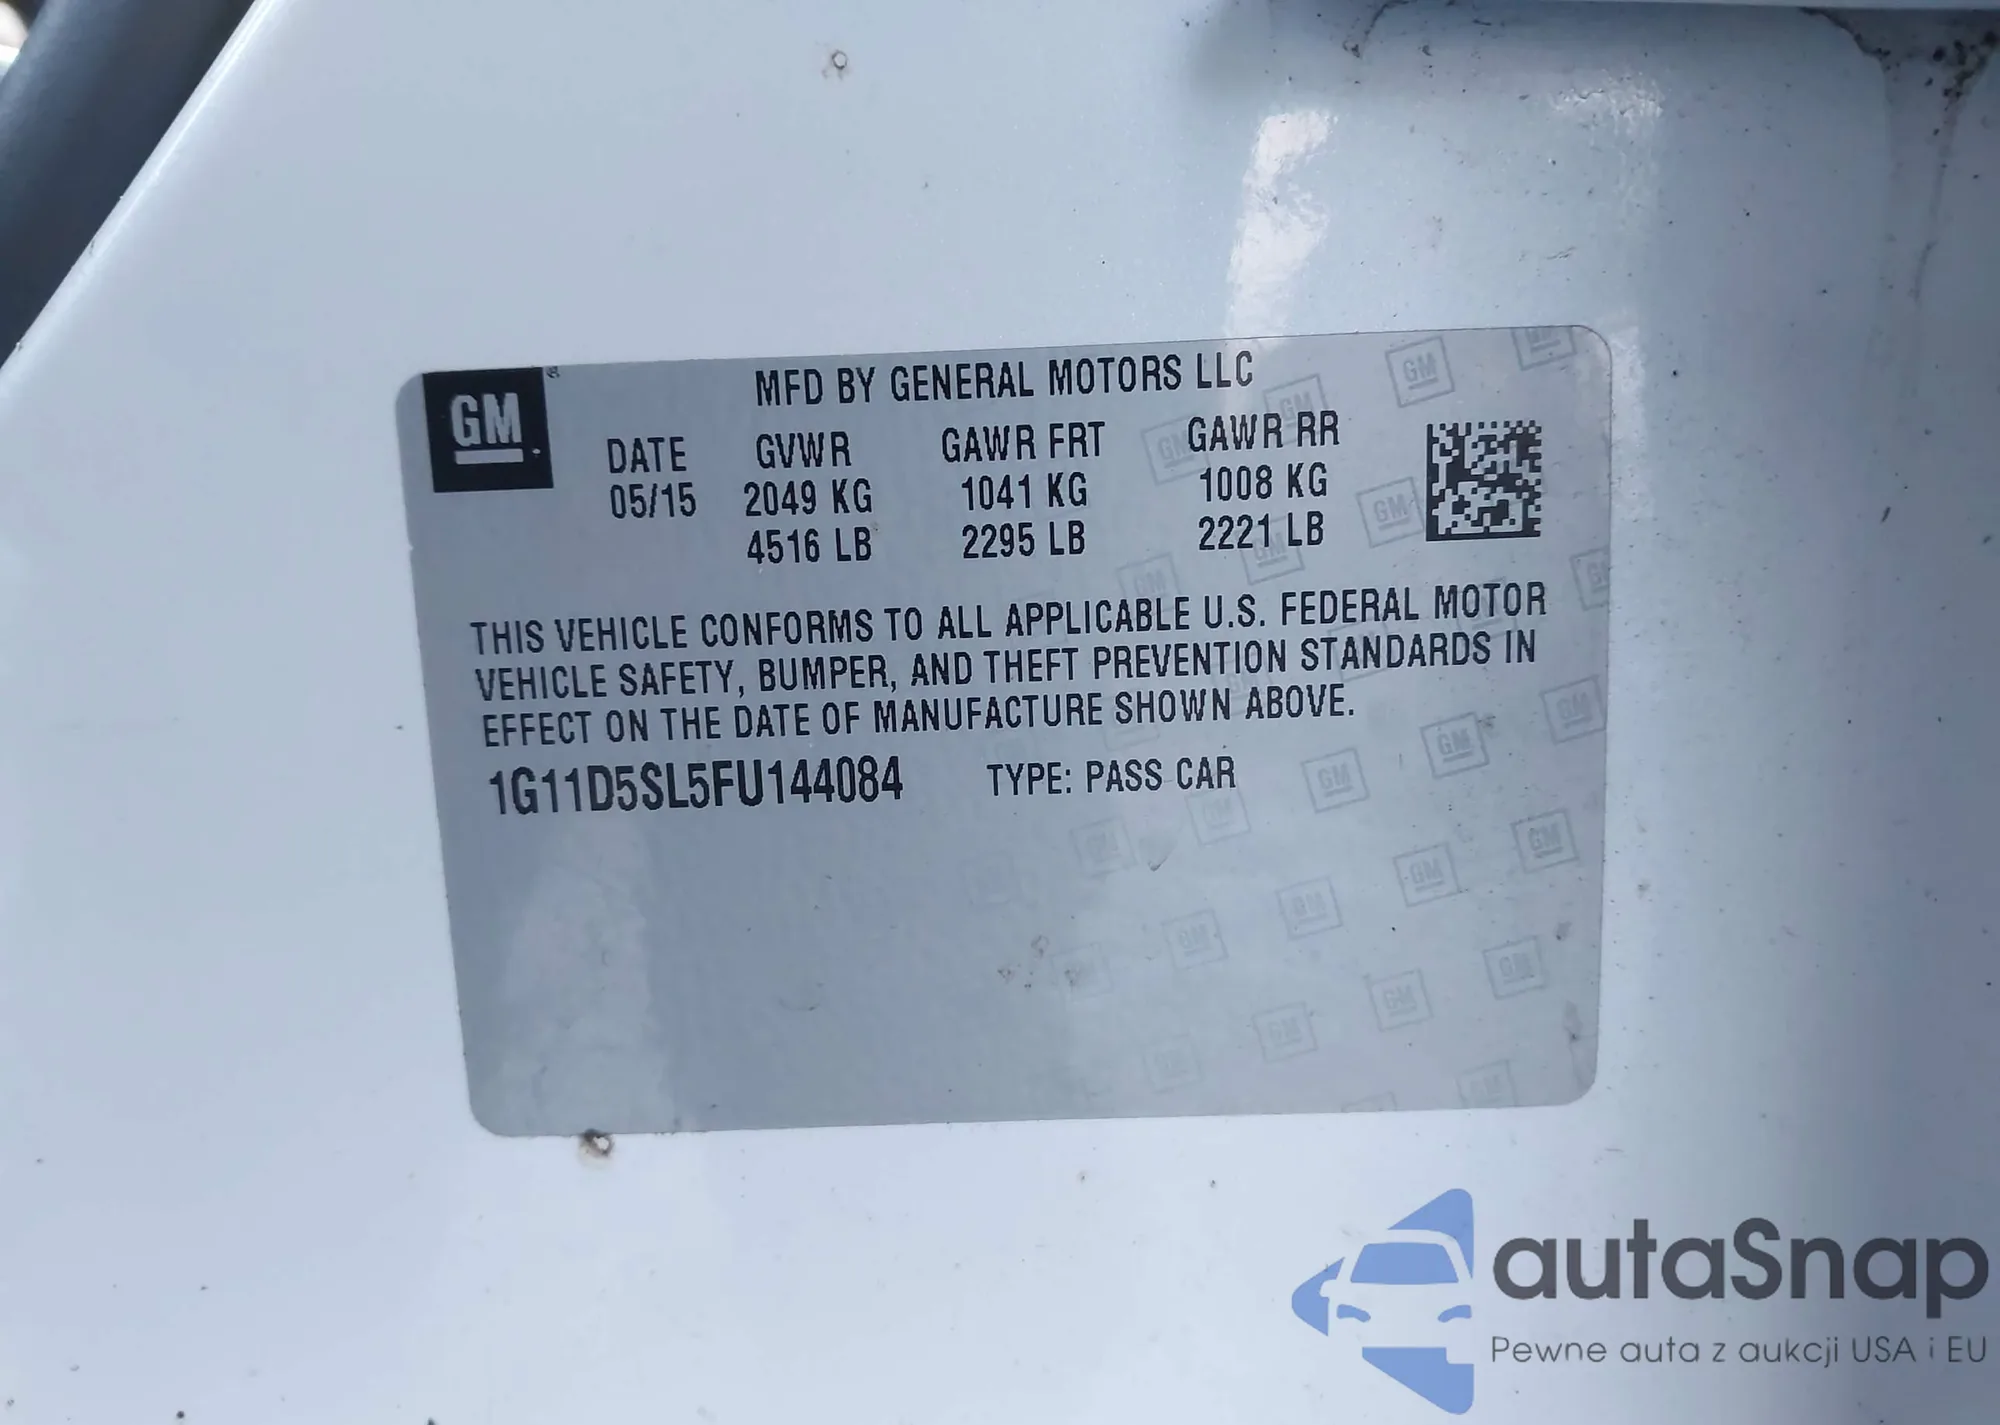 GM
MFD BY GENERAL MOTORS LLC
DATE GVWR GAWR FRT GAWR RR
05/15 2049 KG 1041 KG 1008 KG
4516 LB 2295 LB 2221 LB
THIS VEHICLE CONFORMS TO ALL APPLICABLE U.S. FEDERAL MOTOR
VEHICLE SAFETY, BUMPER, AND THEFT PREVENTION STANDARDS IN
EFFECT ON THE DATE OF MANUFACTURE SHOWN ABOVE.
1G11D5SL5FU144084 TYPE: PASS CAR
autaSnap
Pewne auta z aukcji USA i EU